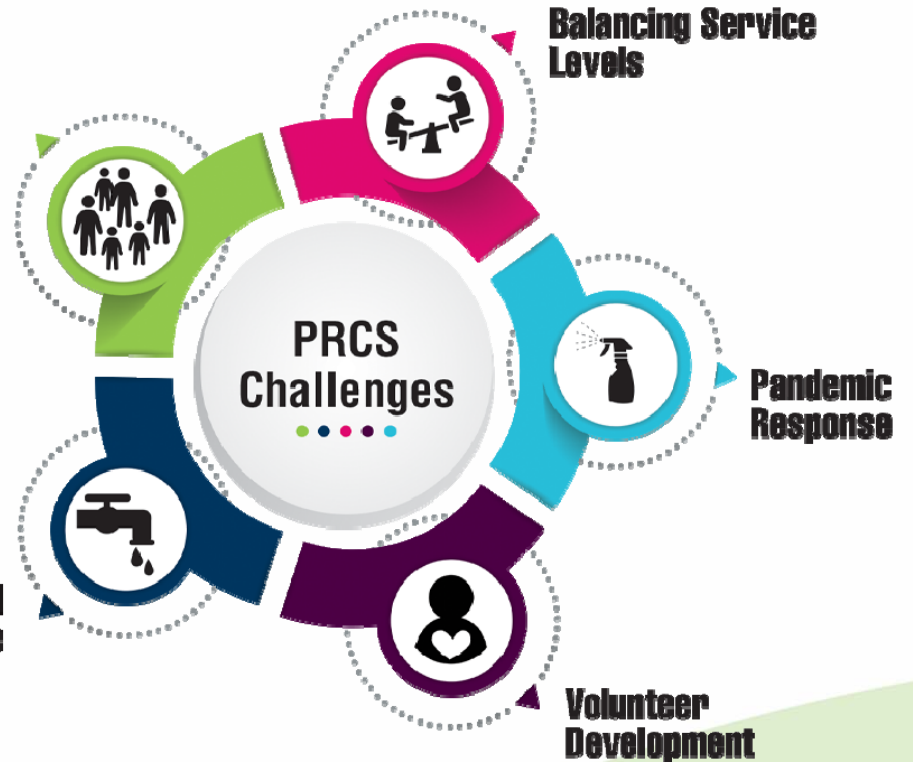 Balancing Service
Levels
PRCS
Challenges
Pandemic
Response
Volunteer
Development